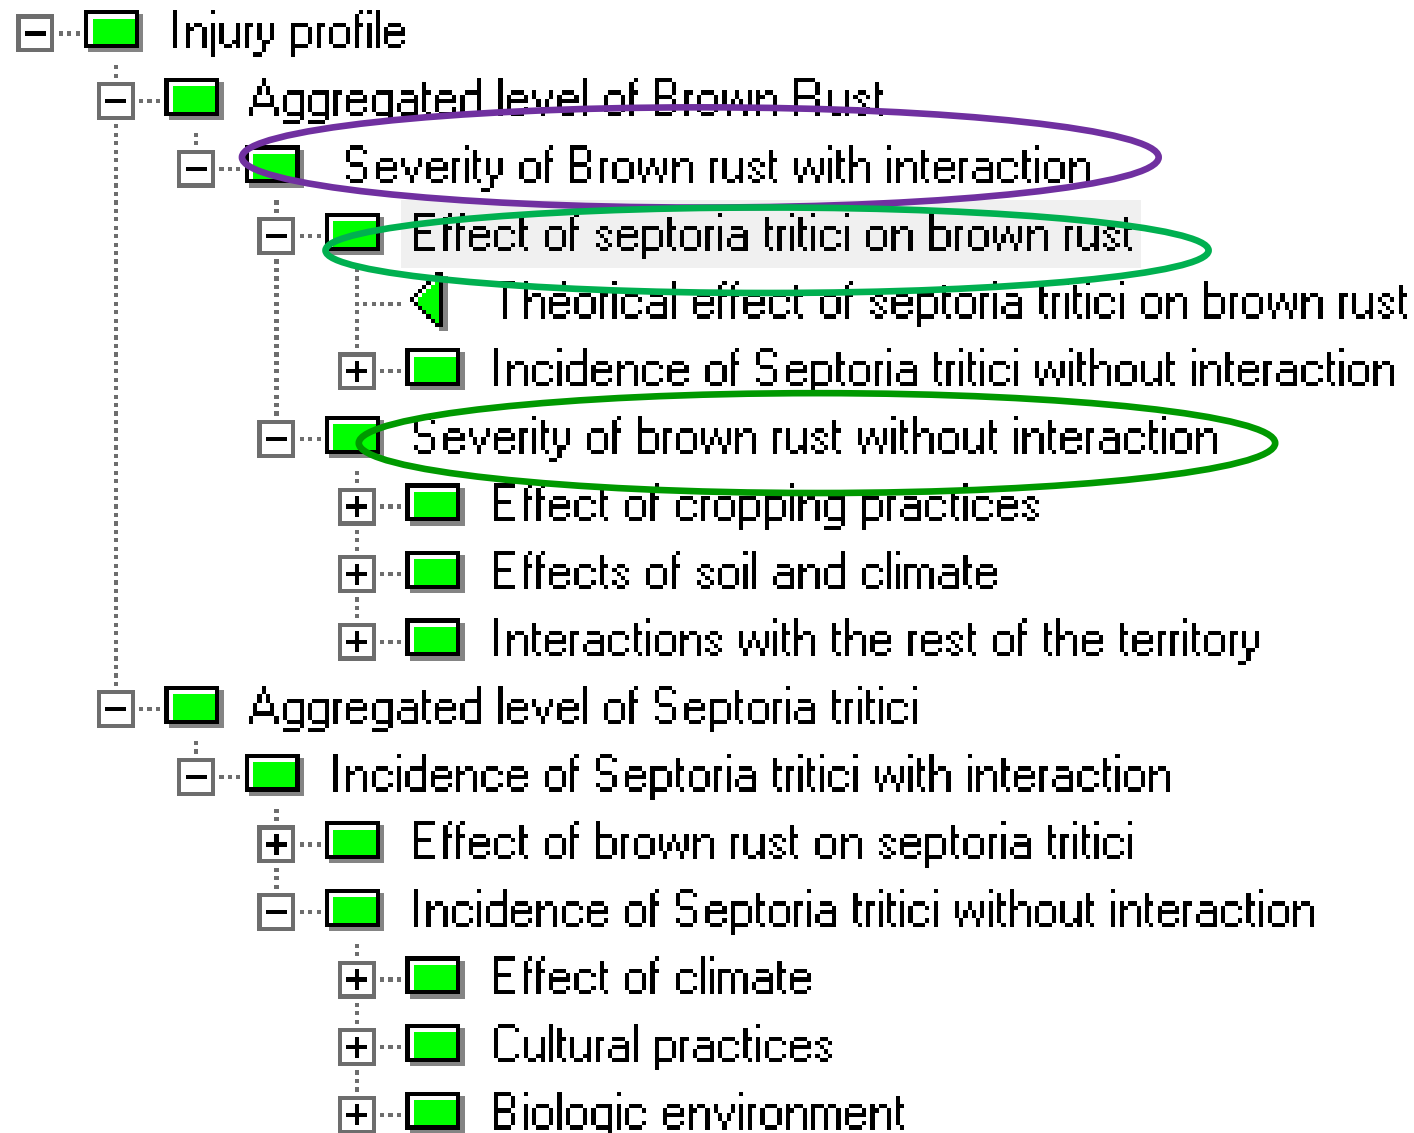 Injury profile
Aggregated level of Brown Rust
Severity of Brown rust with interaction
Effect of septoria tritici on brown rust
Théorical effect of septoria tritici on brown rust
Incidence of Septoria tritici without interaction
Severity of brown rust without interaction
Effect of cropping practices
Effects of soil and climate
Interactions with the rest of the territory
Aggregated level of Septoria tritici
Incidence of Septoria tritici with interaction
Effect of brown rust on septoria tritici
Incidence of Septoria tritici without interaction
Effect of climate
Cultural practices
Biologic environment